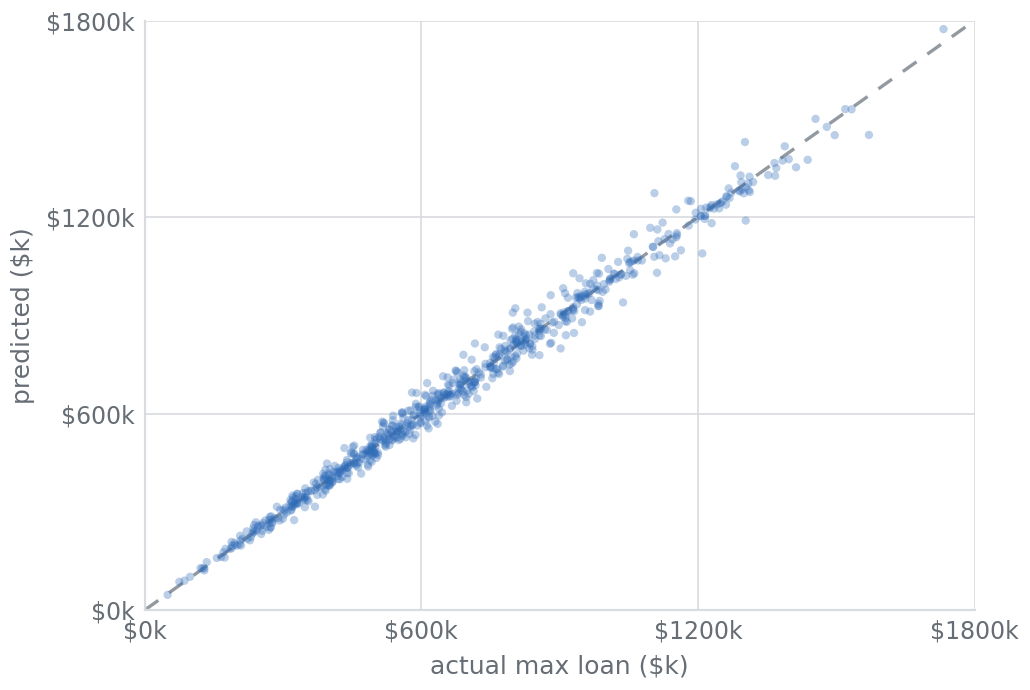 $1800k
$1200k
$600k
$0k
predicted ($k)
$0k
$600k
$1200k
$1800k
actual max loan ($k)